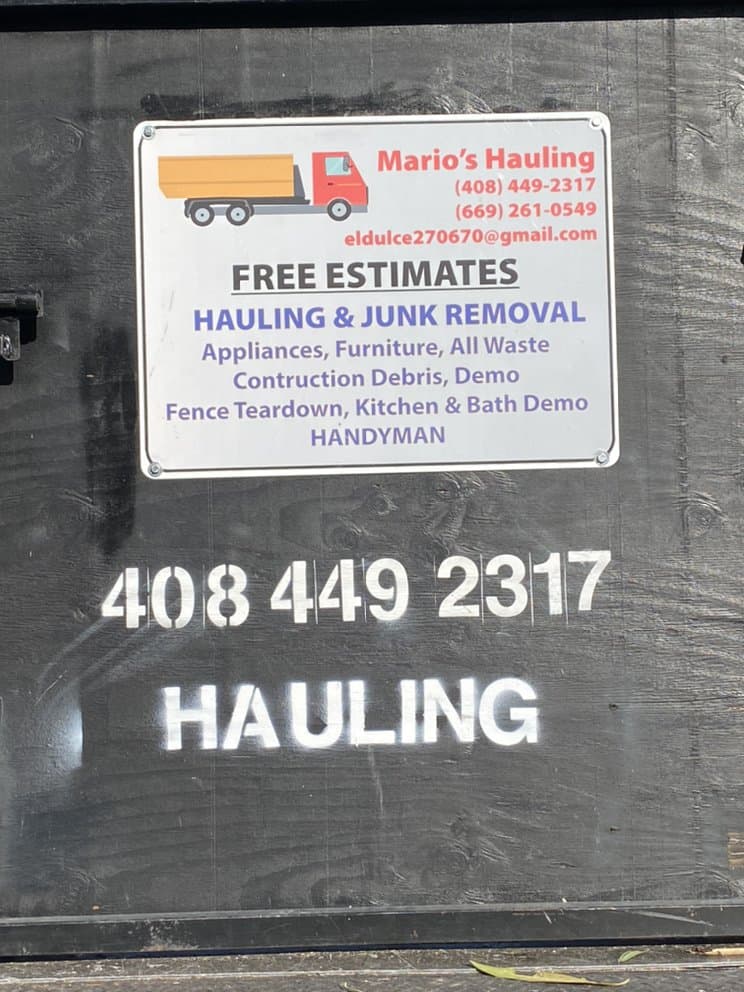 Mario's Hauling
(408) 449-2317
(669) 261-0549
eldulce270670@gmail.com
FREE ESTIMATES
HAULING & JUNK REMOVAL
Appliances, Furniture, All Waste
Contruction Debris, Demo
Fence Teardown, Kitchen & Bath Demo
HANDYMAN
408 449 2317
HAULING